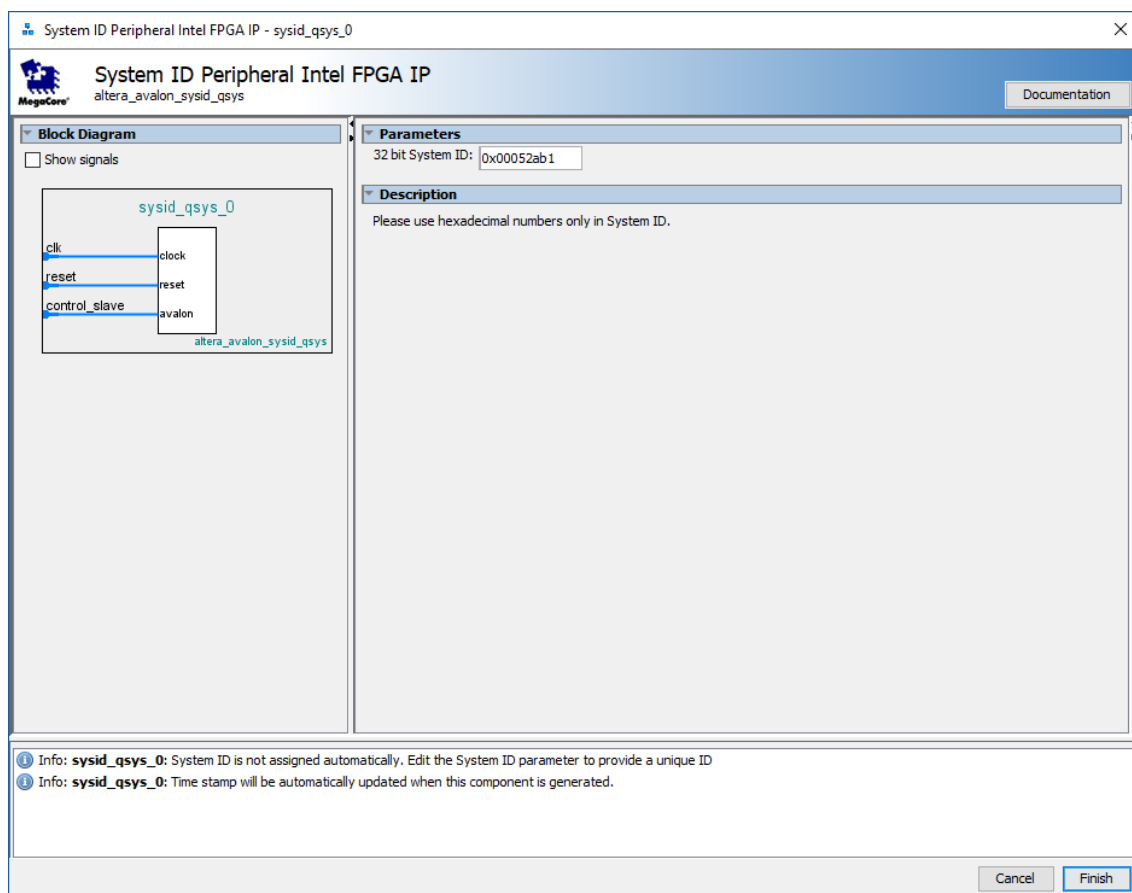 System ID Peripheral Intel FPGA IP - sysid_qsys_0
System ID Peripheral Intel FPGA IP
altera_avalon_sysid_qsys
MegaCore®
Documentation
Block Diagram
Show signals
sysid_qsys_0
clk
clock
reset
reset
control_slave
avalon
altera_avalon_sysid_qsys
Parameters
32 bit System ID: 0x00052ab1
Description
Please use hexadecimal numbers only in System ID.
Info: sysid_qsys_0: System ID is not assigned automatically. Edit the System ID parameter to provide a unique ID
Info: sysid_qsys_0: Time stamp will be automatically updated when this component is generated.
Cancel
Finish